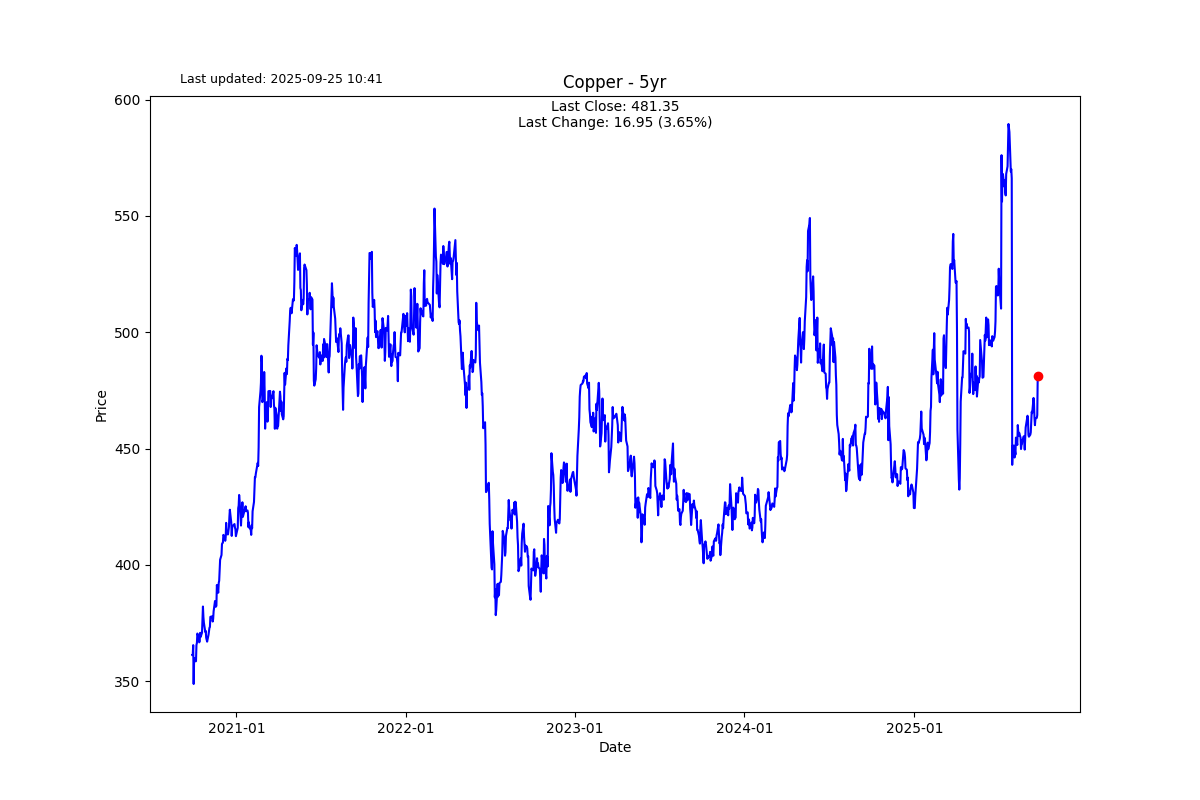 Last updated: 2025-09-25 10:41
Copper - 5yr
Last Close: 481.35
Last Change: 16.95 (3.65%)
600
550
500
450
400
350
Price
2021-01
2022-01
2023-01
2024-01
2025-01
Date